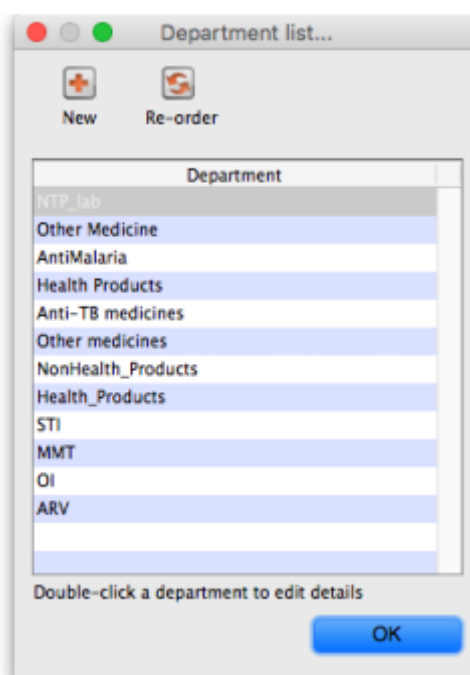 Department list...
New Re-order
Department
NTP_lab
Other Medicine
AntiMalaria
Health Products
Anti-TB medicines
Other medicines
NonHealth_Products
Health_Products
STI
MMT
OI
ARV
Double-click a department to edit details
OK